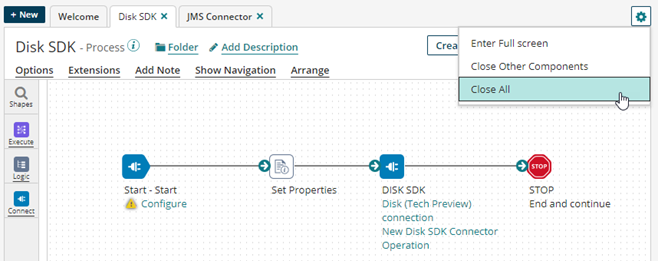 + New
Welcome
Disk SDK ×
JMS Connector ×
Disk SDK - Process i
Folder
Add Description
Crea
Enter Full screen
Close Other Components
Close All
Options
Extensions
Add Note
Show Navigation
Arrange
Shapes
Execute
Logic
Connect
Start - Start
Configure
Set Properties
DISK SDK
Disk (Tech Preview)
connection
New Disk SDK Connector
Operation
STOP
STOP
End and continue